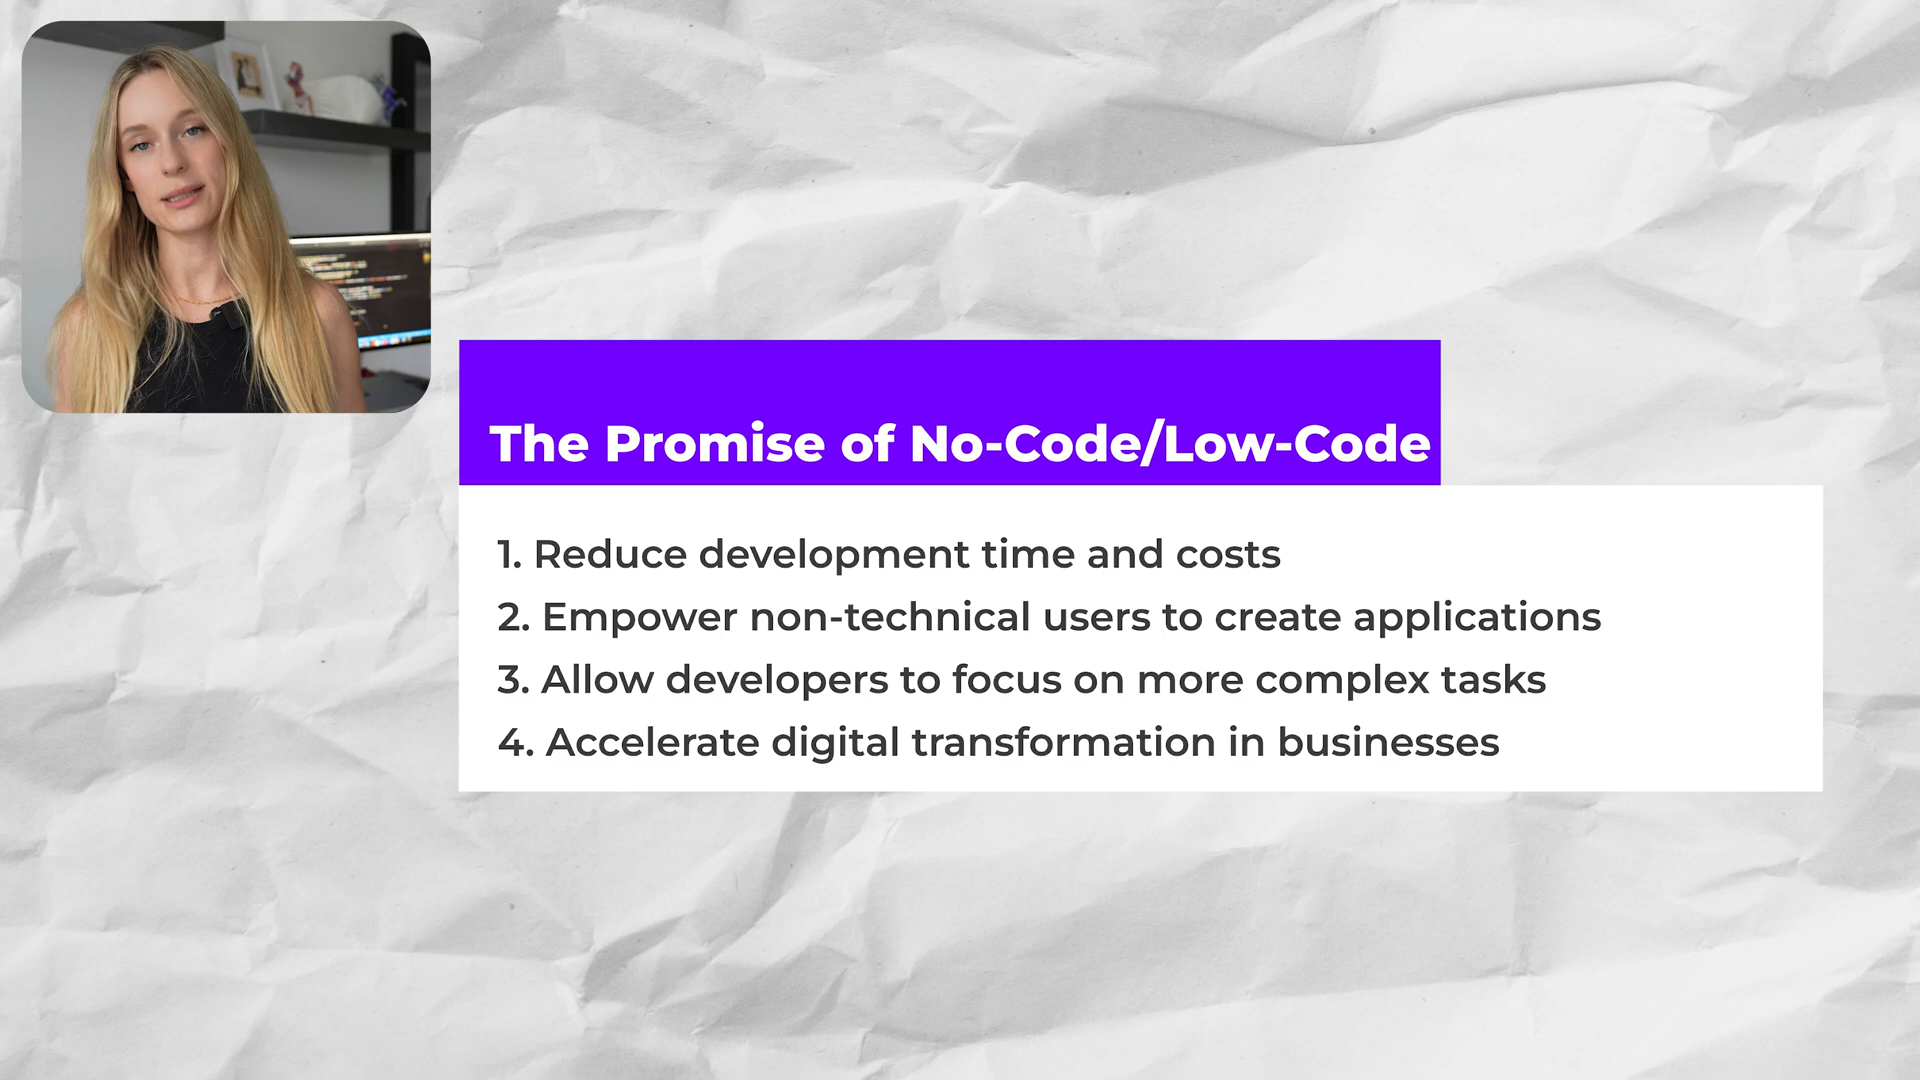 The Promise of No-Code/Low-Code
1. Reduce development time and costs
2. Empower non-technical users to create applications
3. Allow developers to focus on more complex tasks
4. Accelerate digital transformation in businesses